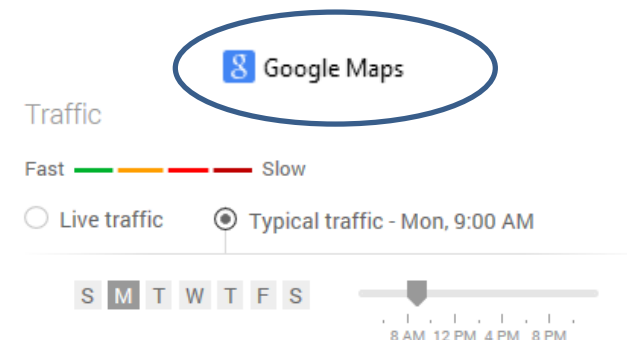 8 Google Maps
Traffic
Fast Slow
Live traffic Typical traffic - Mon, 9:00 AM
S M T W T F S
8 AM 12 PM 4 PM 8 PM